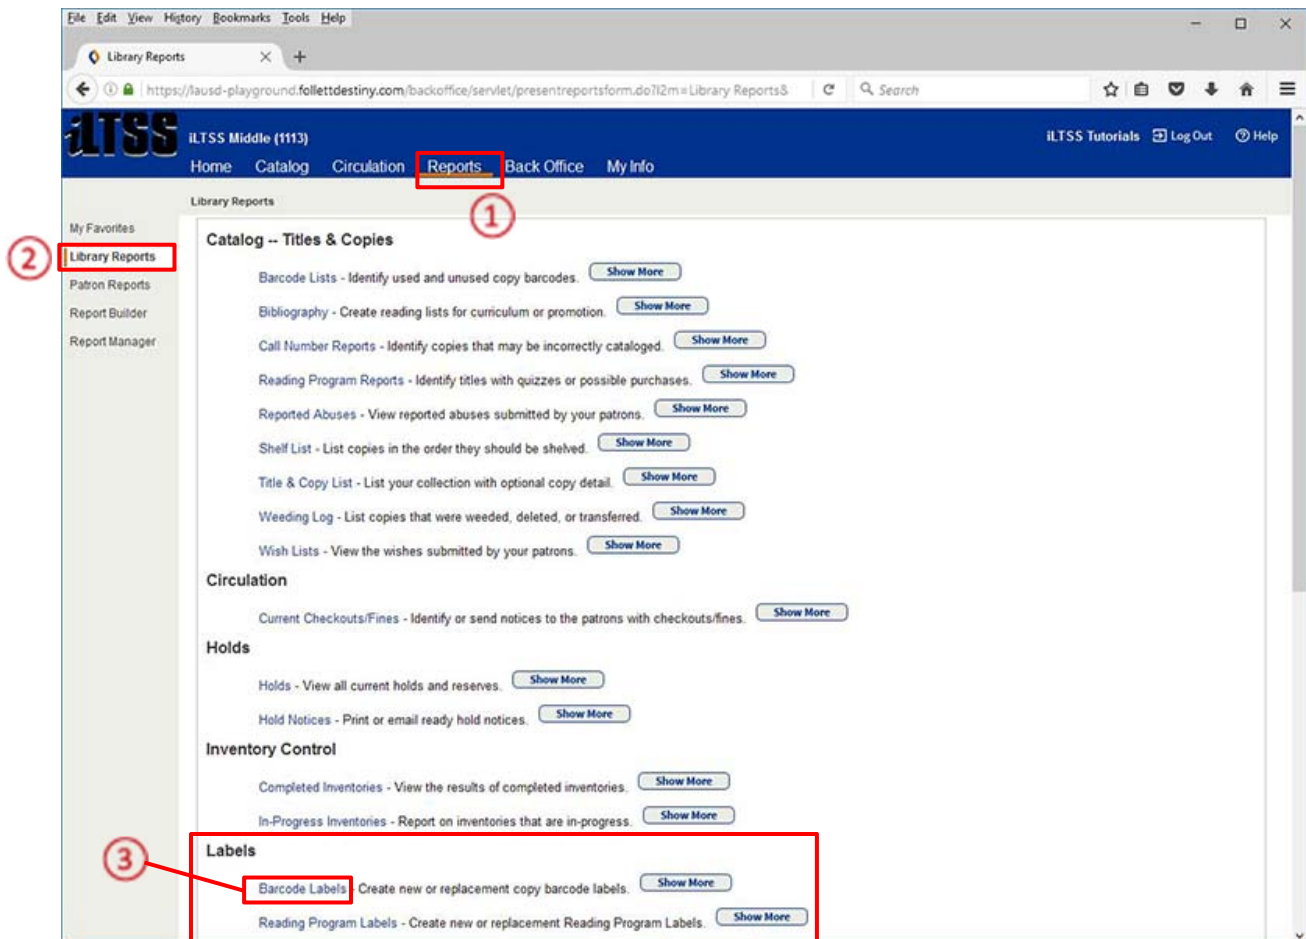 File Edit View History Bookmarks Tools Help
Library Reports
https://lausd-playground.follettdestiny.com/backoffice/servlet/presentreportsform.do?l2m=Library Reports&
Search
iLTSS
iLTSS Middle (1113)
iLTSS Tutorials Log Out Help
Home Catalog Circulation Reports Back Office My Info
1
Library Reports
My Favorites
2
Library Reports
Patron Reports
Report Builder
Report Manager
Catalog -- Titles & Copies
Barcode Lists - Identify used and unused copy barcodes. Show More
Bibliography - Create reading lists for curriculum or promotion. Show More
Call Number Reports - Identify copies that may be incorrectly cataloged. Show More
Reading Program Reports - Identify titles with quizzes or possible purchases. Show More
Reported Abuses - View reported abuses submitted by your patrons. Show More
Shelf List - List copies in the order they should be shelved. Show More
Title & Copy List - List your collection with optional copy detail. Show More
Weeding Log - List copies that were weeded, deleted, or transferred. Show More
Wish Lists - View the wishes submitted by your patrons. Show More
Circulation
Current Checkouts/Fines - Identify or send notices to the patrons with checkouts/fines. Show More
Holds
Holds - View all current holds and reserves. Show More
Hold Notices - Print or email ready hold notices. Show More
Inventory Control
Completed Inventories - View the results of completed inventories. Show More
In-Progress Inventories - Report on inventories that are in-progress. Show More
Labels
3
Barcode Labels - Create new or replacement copy barcode labels. Show More
Reading Program Labels - Create new or replacement Reading Program Labels. Show More